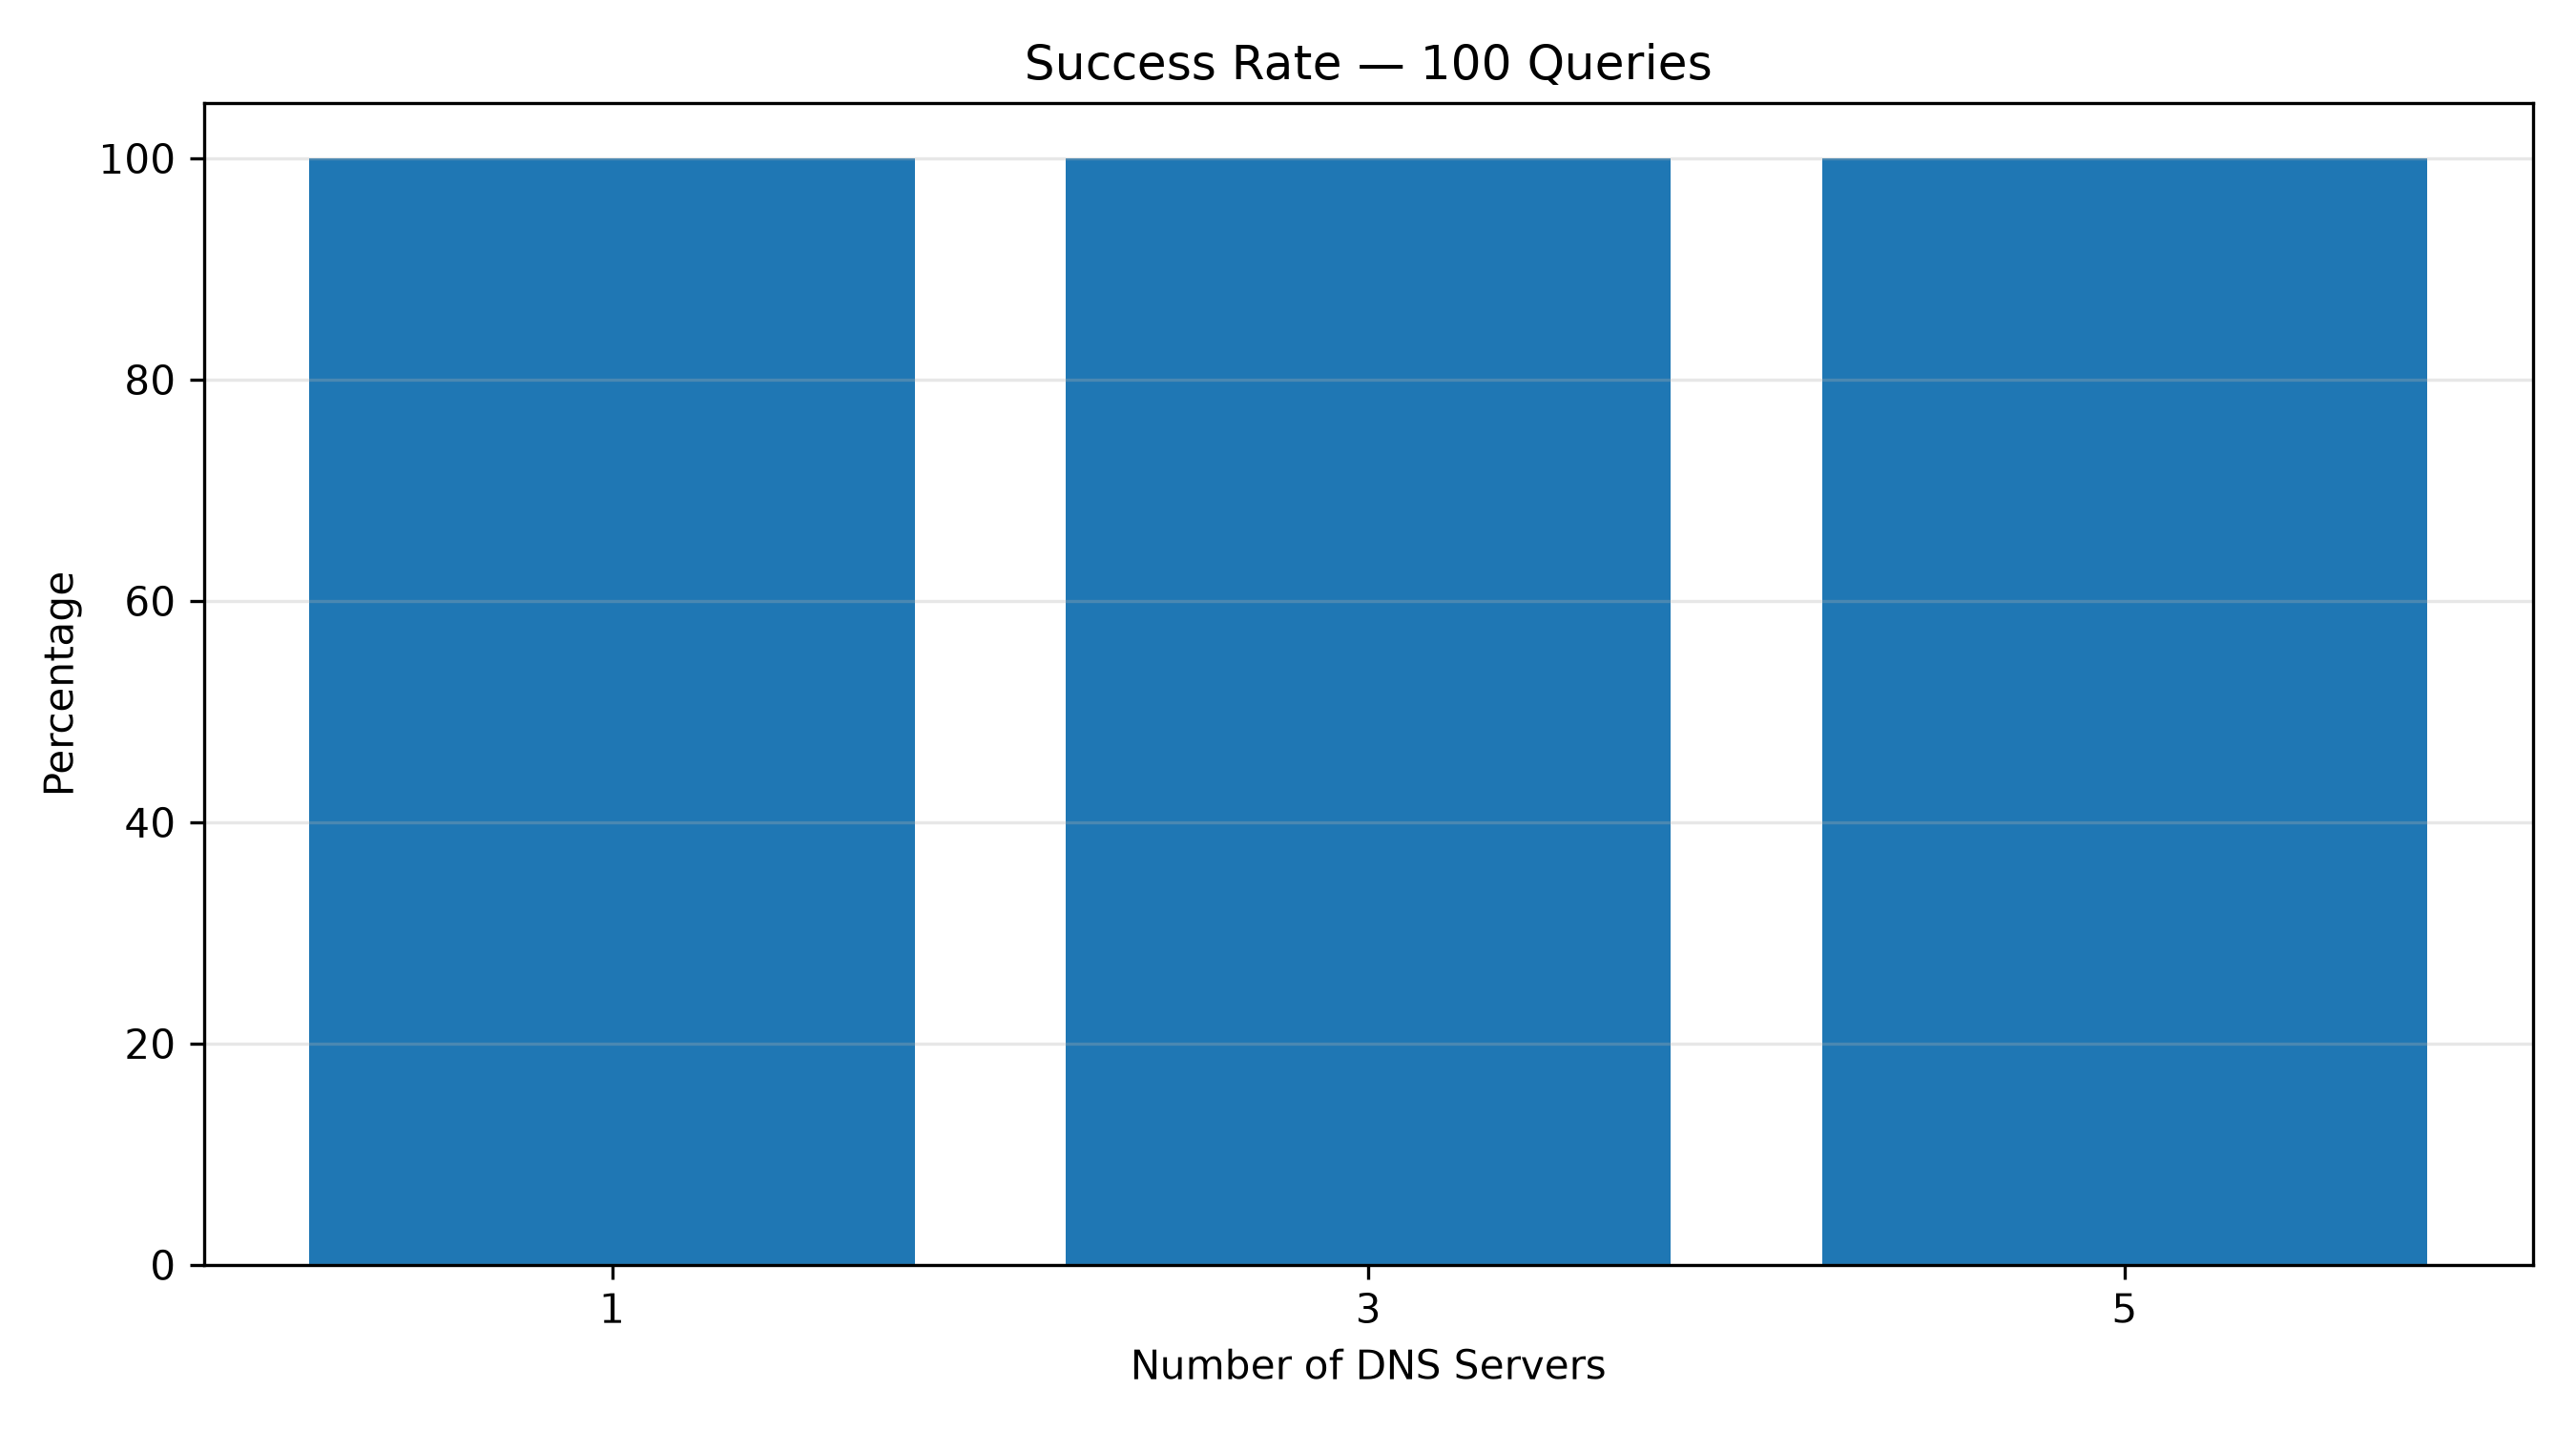 Success Rate — 100 Queries
100
80
60
40
20
0
Percentage
1 3 5
Number of DNS Servers